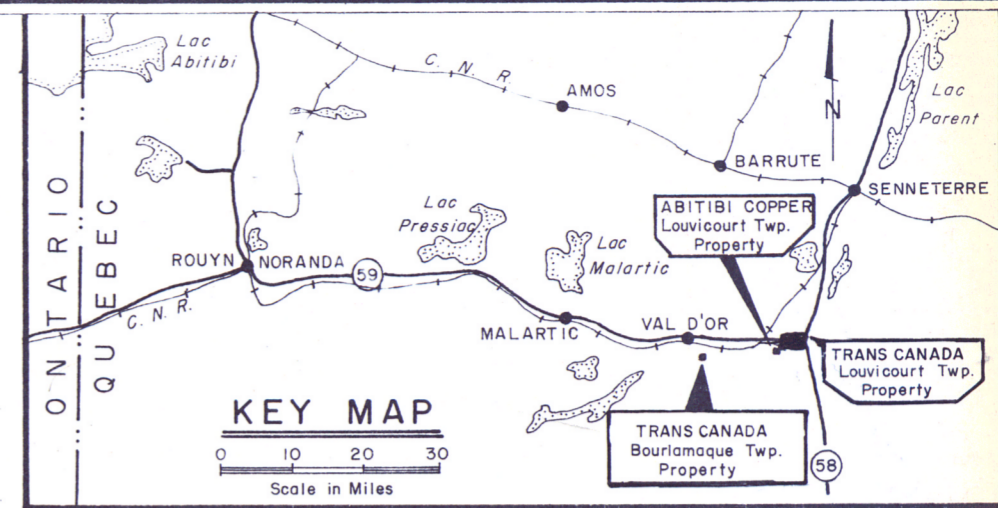 Lac
Abitibi
C. N. R.
AMOS
N
Lac
Parent
BARRUTE
SENNETERRE
ONTARIO
QUEBEC
ABITIBI COPPER
Louvicourt Twp.
Property
Lac
Pressiac
Lac
Malartic
ROUYN NORANDA
59
C. N. R.
MALARTIC
VAL D'OR
TRANS CANADA
Louvicourt Twp.
Property
KEY MAP
0 10 20 30
Scale in Miles
TRANS CANADA
Bourlamaque Twp.
Property
58